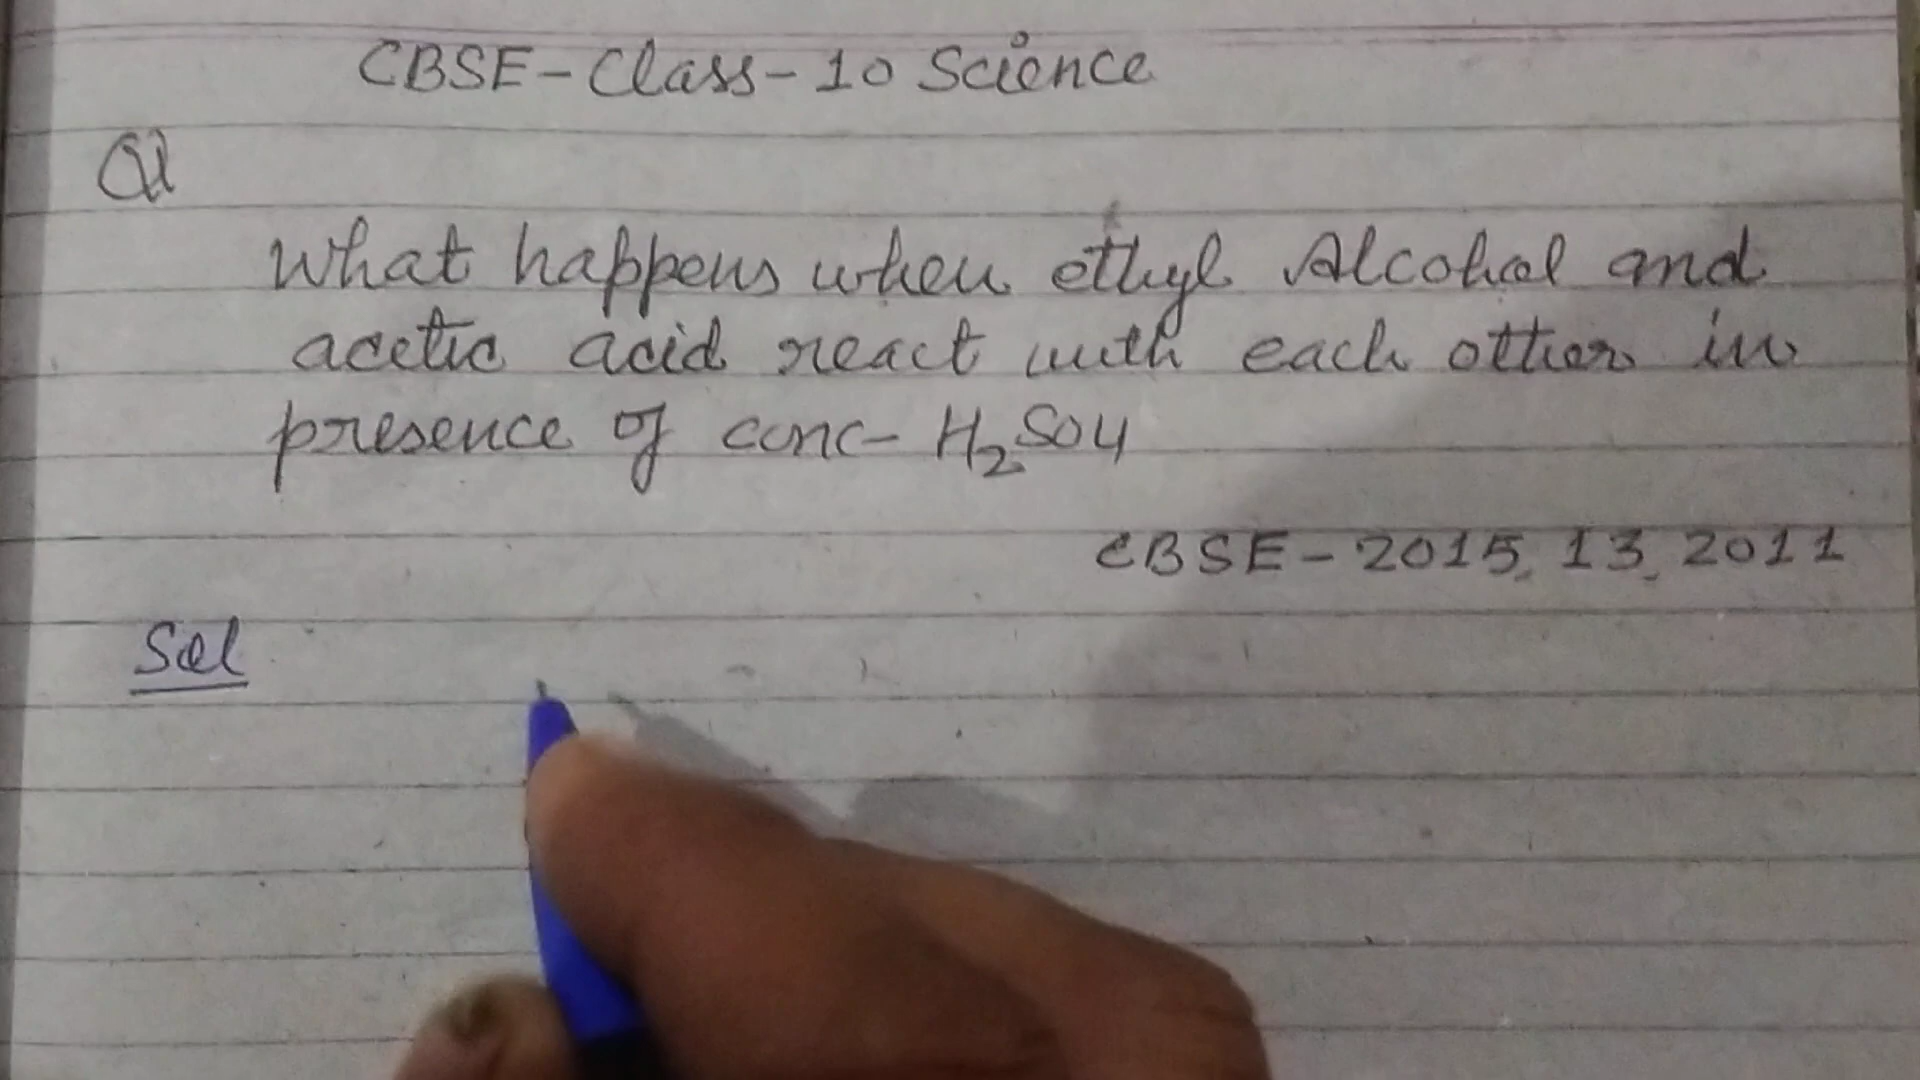 CBSE-Class-10 Science
Q1
What happens when ethyl Alcohol and
acetic acid react with each other in
presence of conc- H₂SO4
CBSE-2015, 13, 2011
Sol